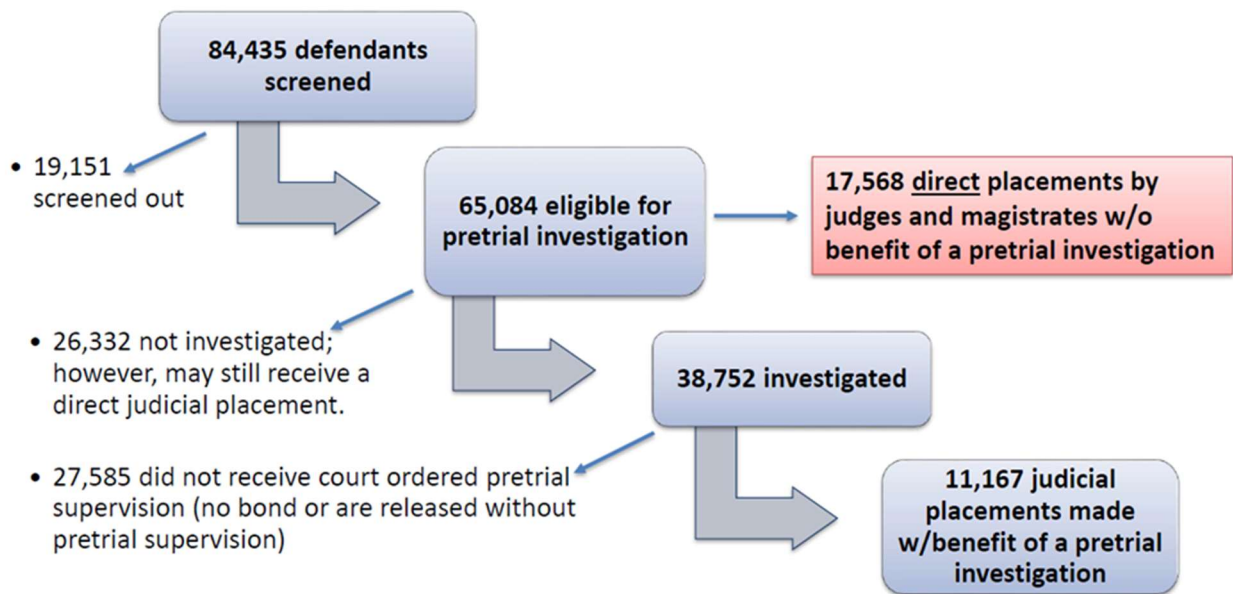 84,435 defendants
screened
• 19,151
screened out
65,084 eligible for
pretrial investigation
17,568 direct placements by
judges and magistrates w/o
benefit of a pretrial investigation
• 26,332 not investigated;
however, may still receive a
direct judicial placement.
38,752 investigated
• 27,585 did not receive court ordered pretrial
supervision (no bond or are released without
pretrial supervision)
11,167 judicial
placements made
w/benefit of a pretrial
investigation